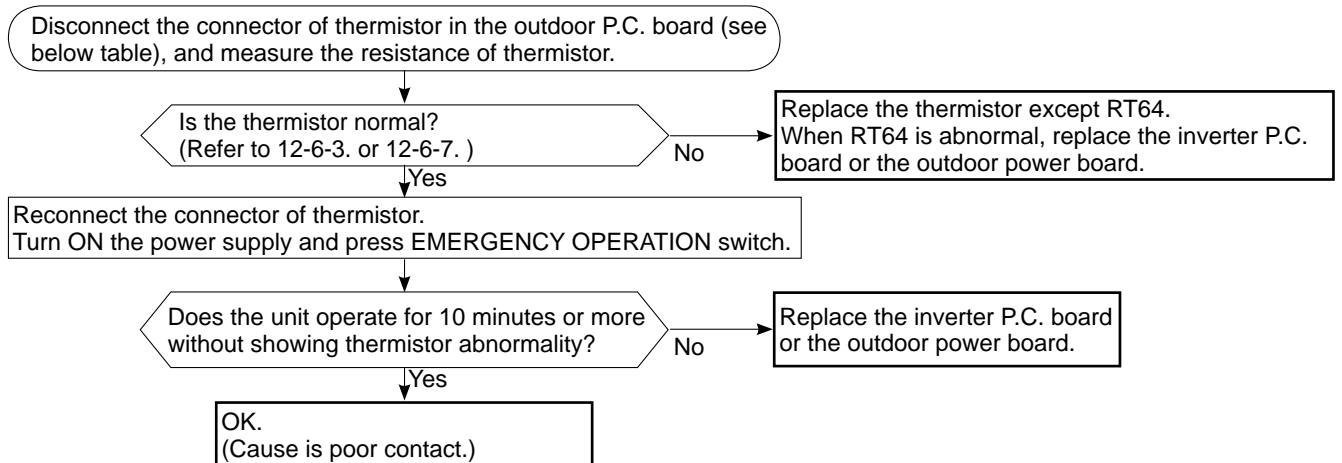 Disconnect the connector of thermistor in the outdoor P.C. board (see
below table), and measure the resistance of thermistor.
Is the thermistor normal?
(Refer to 12-6-3. or 12-6-7. )
No
Replace the thermistor except RT64.
When RT64 is abnormal, replace the inverter P.C.
board or the outdoor power board.
Yes
Reconnect the connector of thermistor.
Turn ON the power supply and press EMERGENCY OPERATION switch.
Does the unit operate for 10 minutes or more
without showing thermistor abnormality?
No
Replace the inverter P.C. board
or the outdoor power board.
Yes
OK.
(Cause is poor contact.)